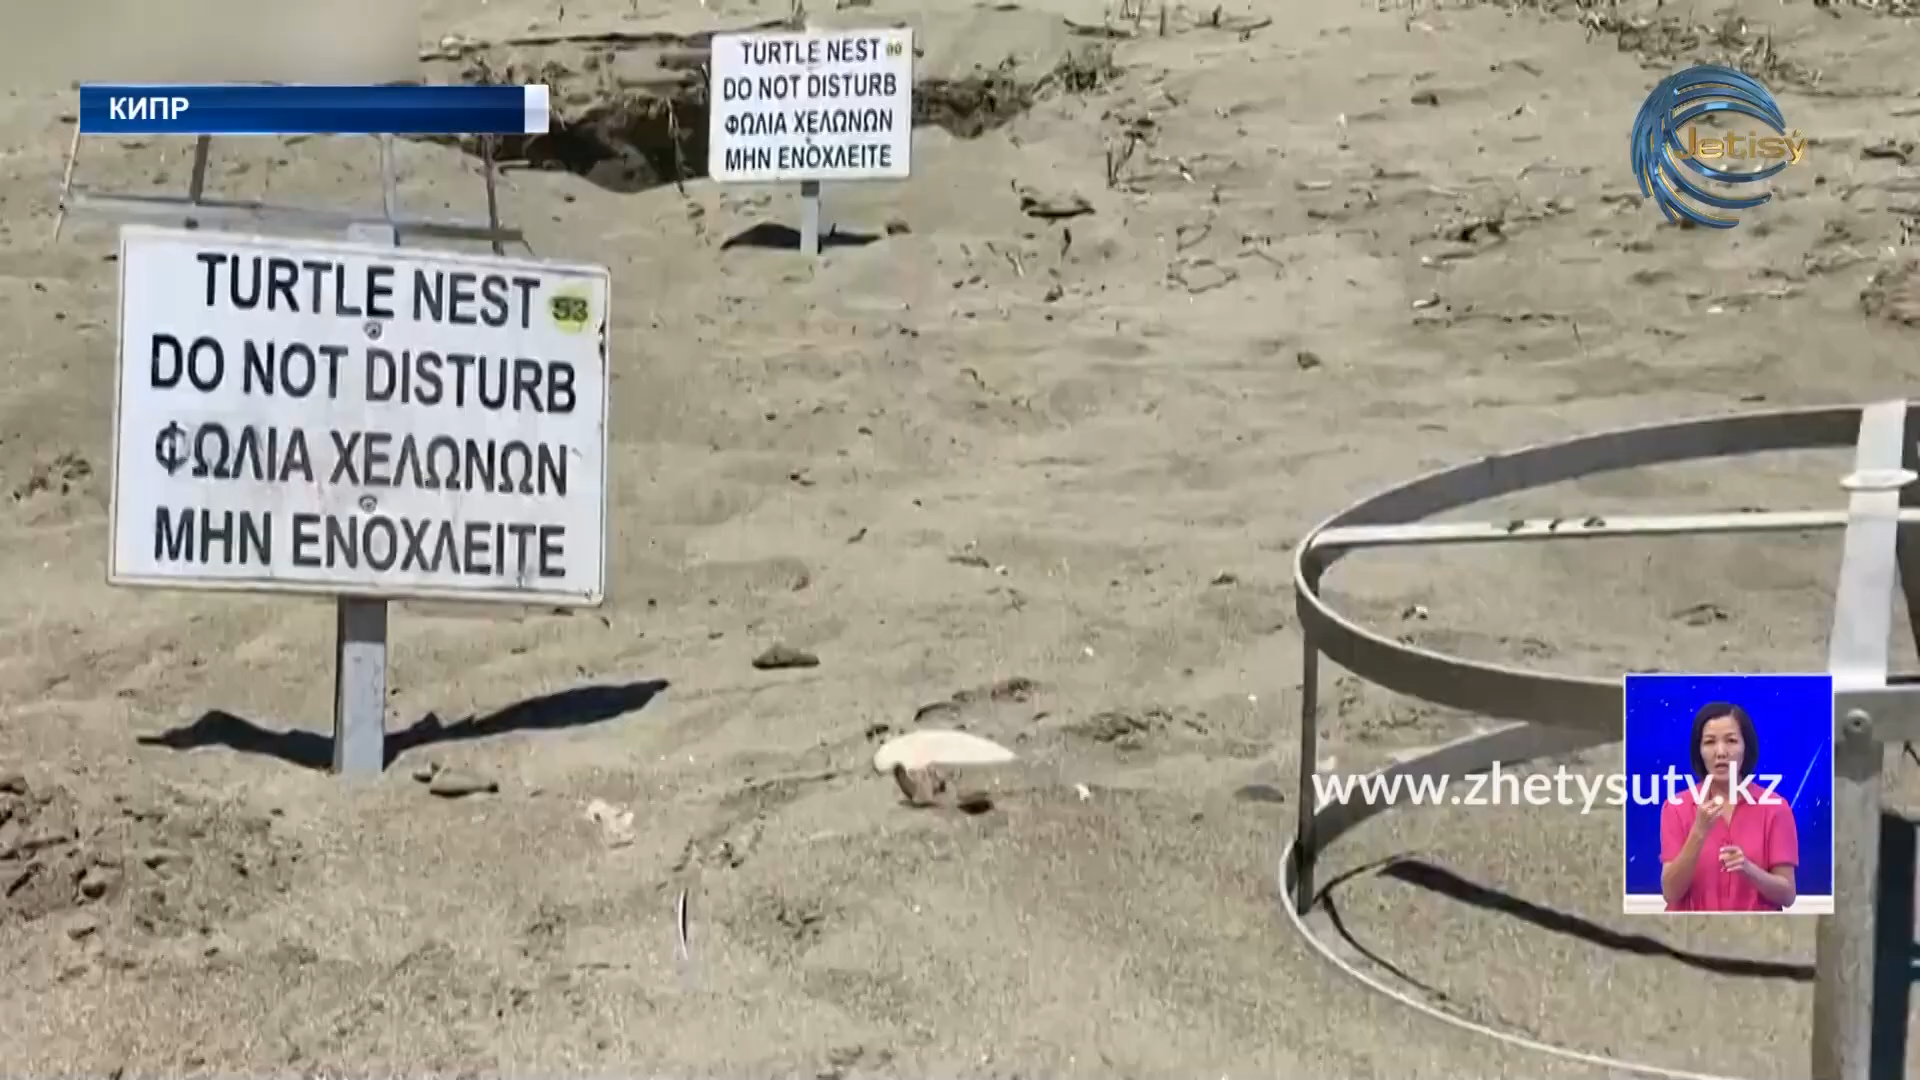 КИПР
TURTLE NEST
DO NOT DISTURB
ΦΩΛΙΑ ΧΕΛΩΝΩΝ
ΜΗΝ ΕΝΟΧΛΕΙΤΕ
Jetisý
TURTLE NEST 53
DO NOT DISTURB
ΦΩΛΙΑ ΧΕΛΩΝΩΝ
ΜΗΝ ΕΝΟΧΛΕΙΤΕ
www.zhetysutv.kz